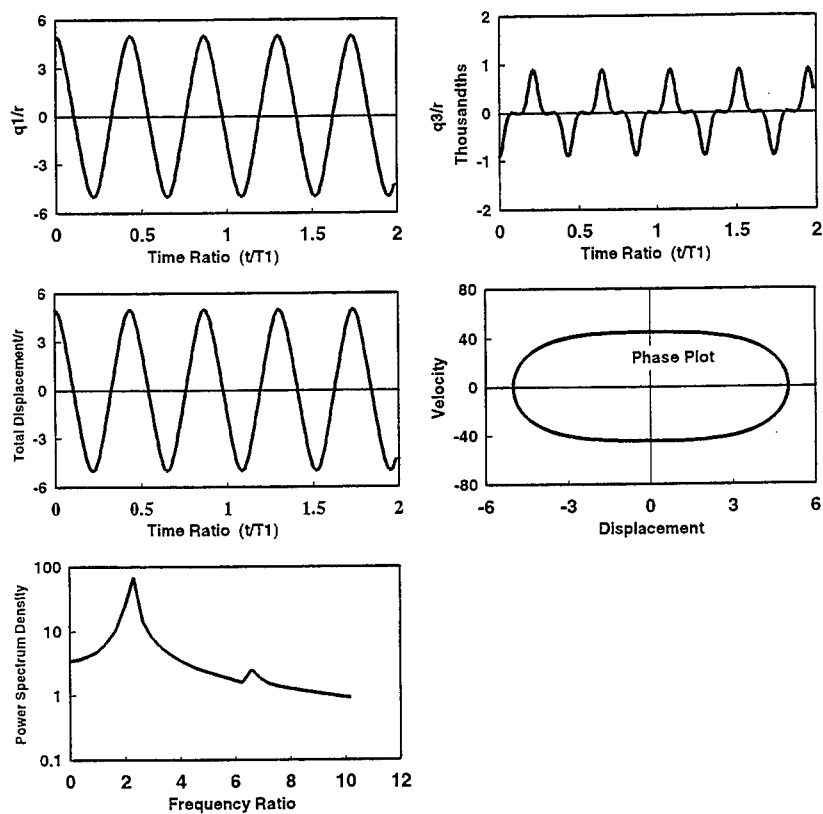 6
3
0
-3
-6
q1/r
0 0.5 1 1.5 2
Time Ratio (t/T1)
2
1
0
-1
-2
q3/r
Thousandths
0 0.5 1 1.5 2
Time Ratio (t/T1)
6
3
0
-3
-6
Total Displacement/r
0 0.5 1 1.5 2
Time Ratio (t/T1)
80
40
0
-40
-80
Velocity
Phase Plot
-6 -3 0 3 6
Displacement
100
10
1
0.1
Power Spectrum Density
0 2 4 6 8 10 12
Frequency Ratio